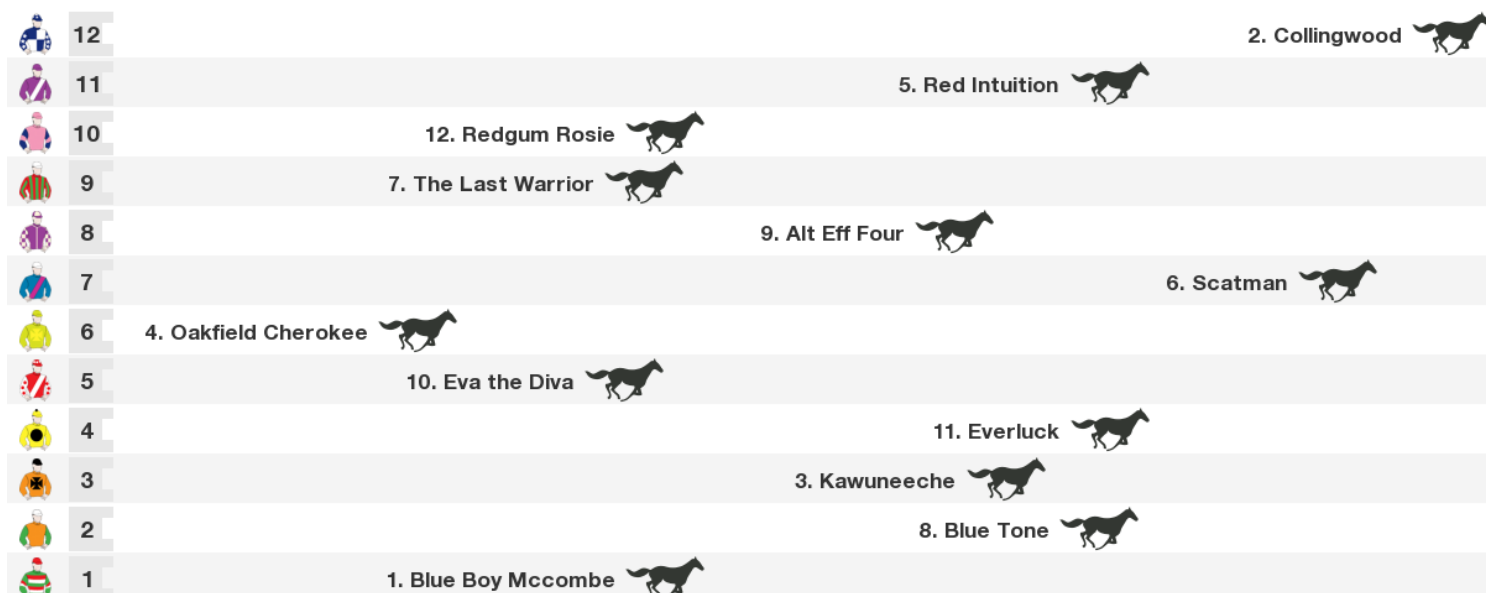 12 2. Collingwood
11 5. Red Intuition
10 12. Redgum Rosie
9 7. The Last Warrior
8 9. Alt Eff Four
7 6. Scatman
6 4. Oakfield Cherokee
5 10. Eva the Diva
4 11. Everluck
3 3. Kawuneeche
2 8. Blue Tone
1 1. Blue Boy Mccombe